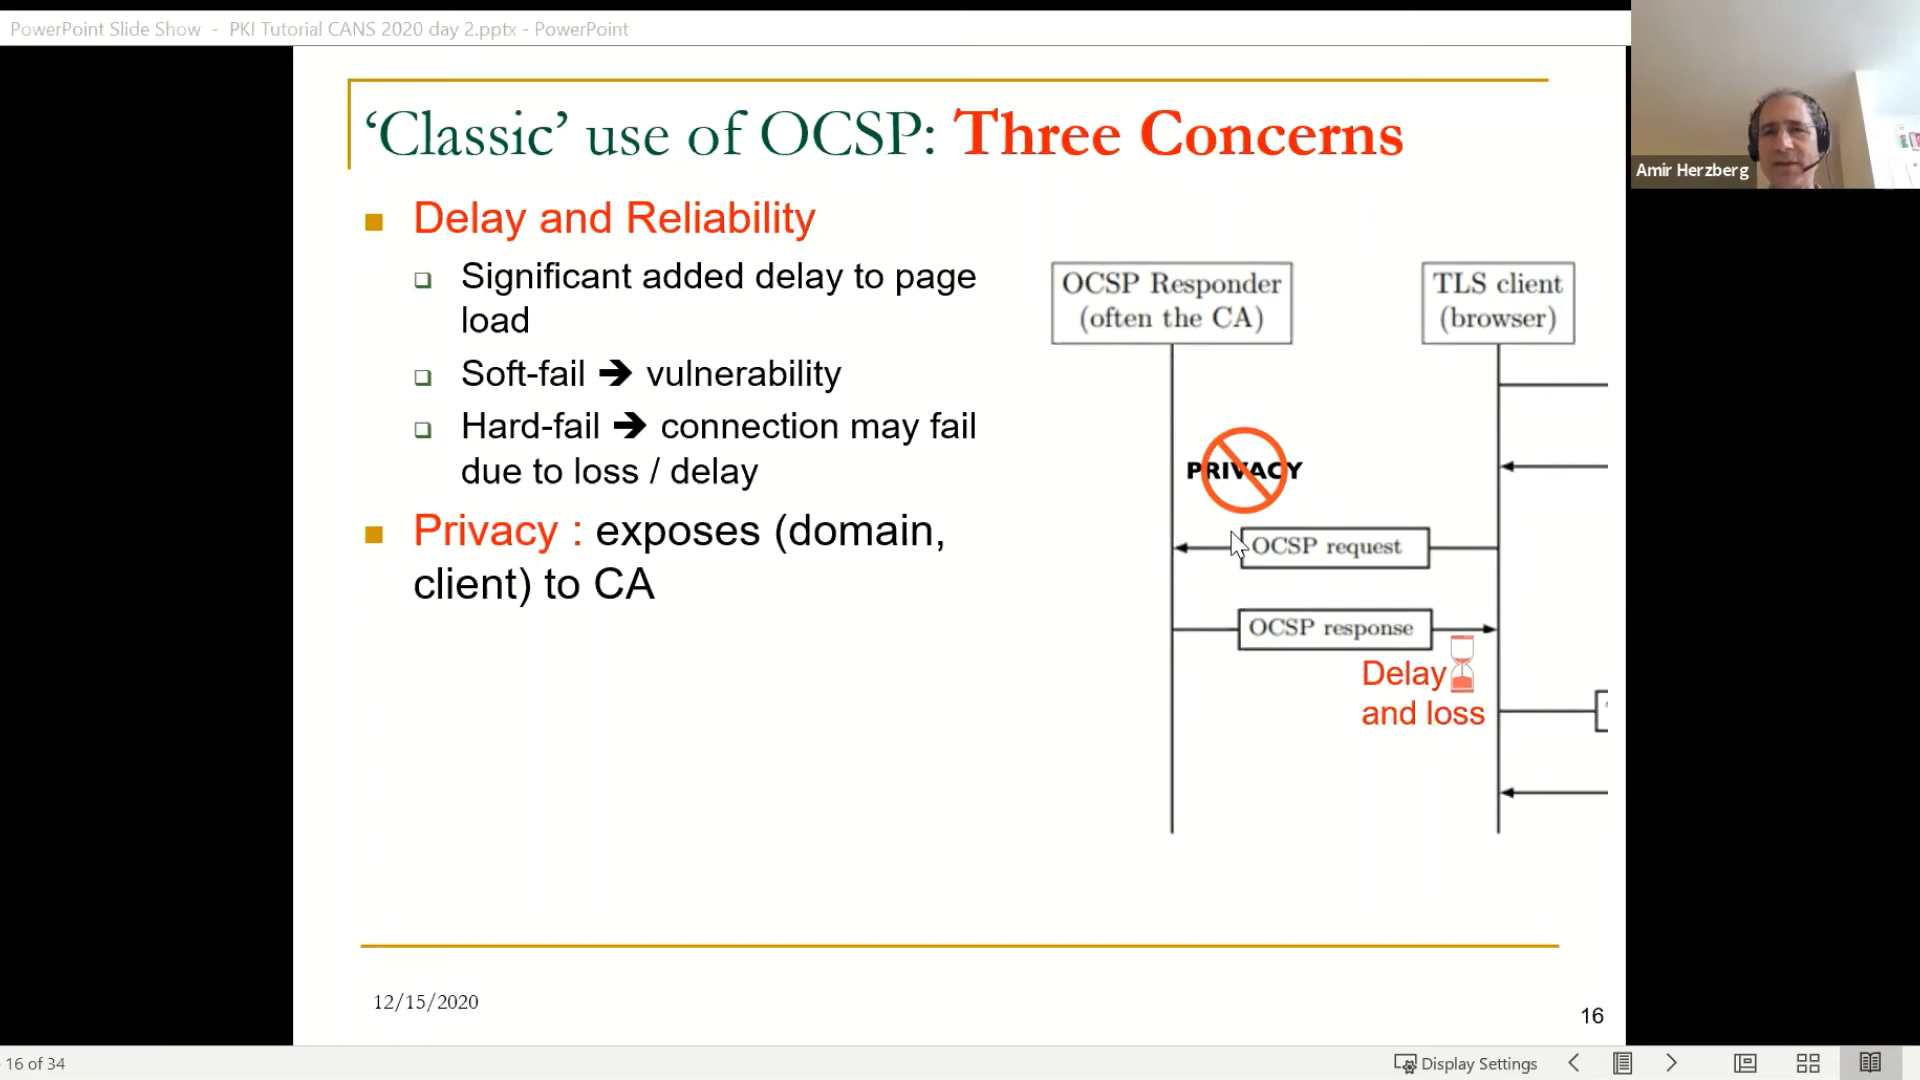 PowerPoint Slide Show - PKI Tutorial CANS 2020 day 2.pptx - PowerPoint
‘Classic’ use of OCSP: Three Concerns
Delay and Reliability
Significant added delay to page
load
Soft-fail ➔ vulnerability
Hard-fail ➔ connection may fail
due to loss / delay
Privacy : exposes (domain,
client) to CA
OCSP Responder
(often the CA)
TLS client
(browser)
PRIVACY
OCSP request
OCSP response
Delay
and loss
12/15/2020
16
Amir Herzberg
16 of 34
Display Settings